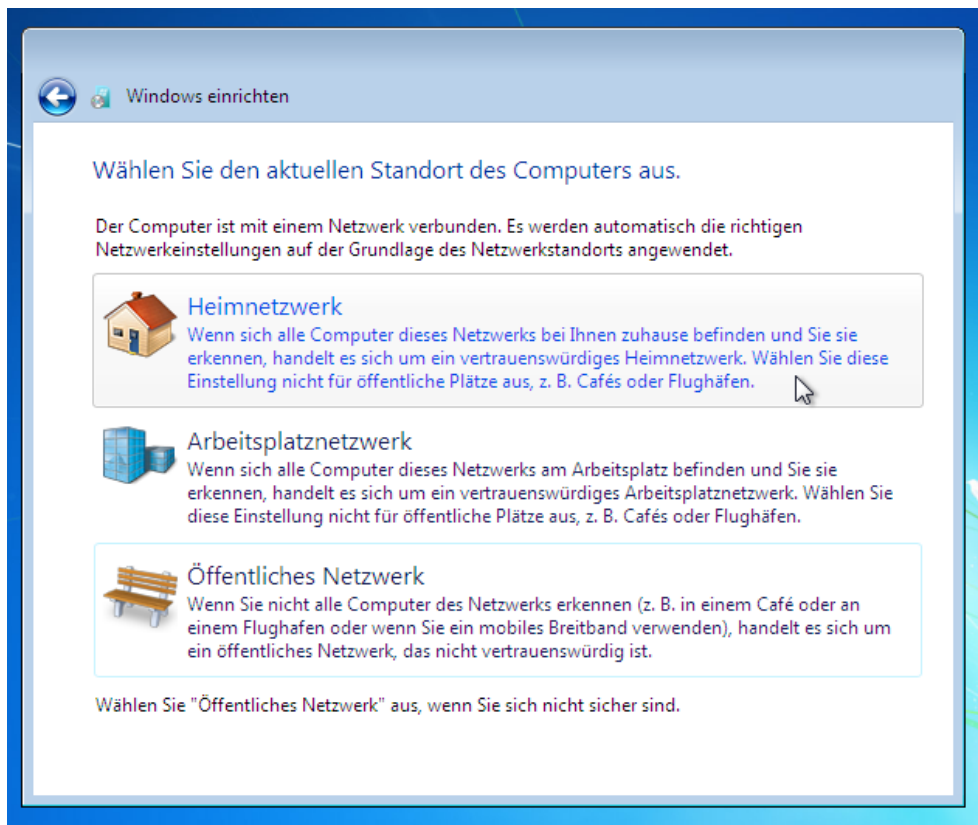 Windows einrichten
Wählen Sie den aktuellen Standort des Computers aus.
Der Computer ist mit einem Netzwerk verbunden. Es werden automatisch die richtigen
Netzwerkeinstellungen auf der Grundlage des Netzwerkstandorts angewendet.
Heimnetzwerk
Wenn sich alle Computer dieses Netzwerks bei Ihnen zuhause befinden und Sie sie
erkennen, handelt es sich um ein vertrauenswürdiges Heimnetzwerk. Wählen Sie diese
Einstellung nicht für öffentliche Plätze aus, z. B. Cafés oder Flughäfen.
Arbeitsplatznetzwerk
Wenn sich alle Computer dieses Netzwerks am Arbeitsplatz befinden und Sie sie
erkennen, handelt es sich um ein vertrauenswürdiges Arbeitsplatznetzwerk. Wählen Sie
diese Einstellung nicht für öffentliche Plätze aus, z. B. Cafés oder Flughäfen.
Öffentliches Netzwerk
Wenn Sie nicht alle Computer des Netzwerks erkennen (z. B. in einem Café oder an
einem Flughafen oder wenn Sie ein mobiles Breitband verwenden), handelt es sich um
ein öffentliches Netzwerk, das nicht vertrauenswürdig ist.
Wählen Sie "Öffentliches Netzwerk" aus, wenn Sie sich nicht sicher sind.